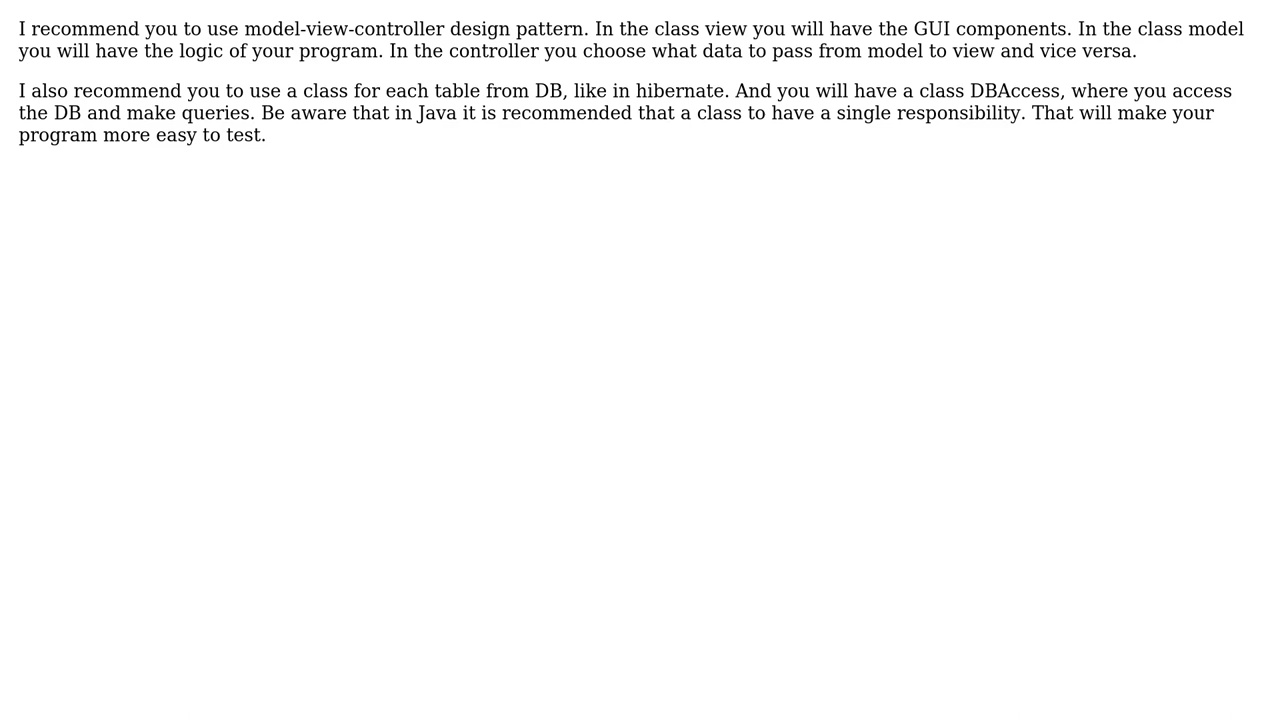 I recommend you to use model-view-controller design pattern. In the class view you will have the GUI components. In the class model
you will have the logic of your program. In the controller you choose what data to pass from model to view and vice versa.
I also recommend you to use a class for each table from DB, like in hibernate. And you will have a class DBAccess, where you access
the DB and make queries. Be aware that in Java it is recommended that a class to have a single responsibility. That will make your
program more easy to test.